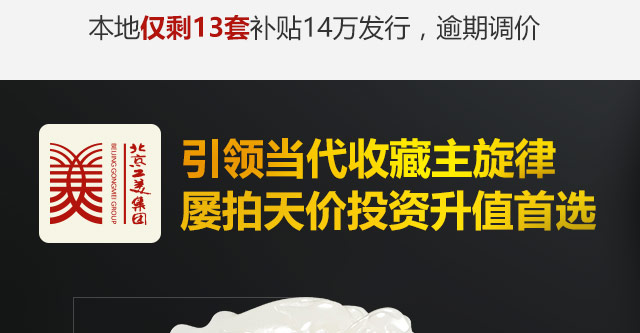 本地仅剩13套补贴14万发行，逾期调价
北京工美集团
BEIJING GONGMEI GROUP
引领当代收藏主旋律
屡拍天价投资升值首选